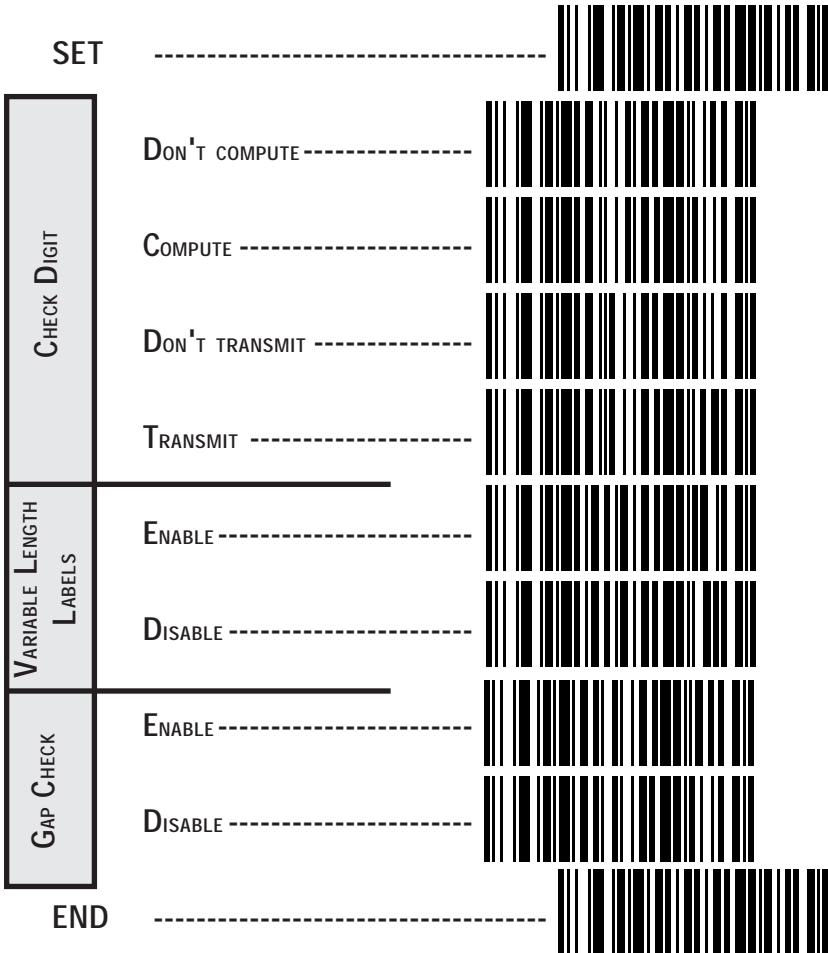 SET
CHECK DIGIT
DON'T COMPUTE
COMPUTE
DON'T TRANSMIT
TRANSMIT
VARIABLE LENGTH
LABELS
ENABLE
DISABLE
GAP CHECK
ENABLE
DISABLE
END